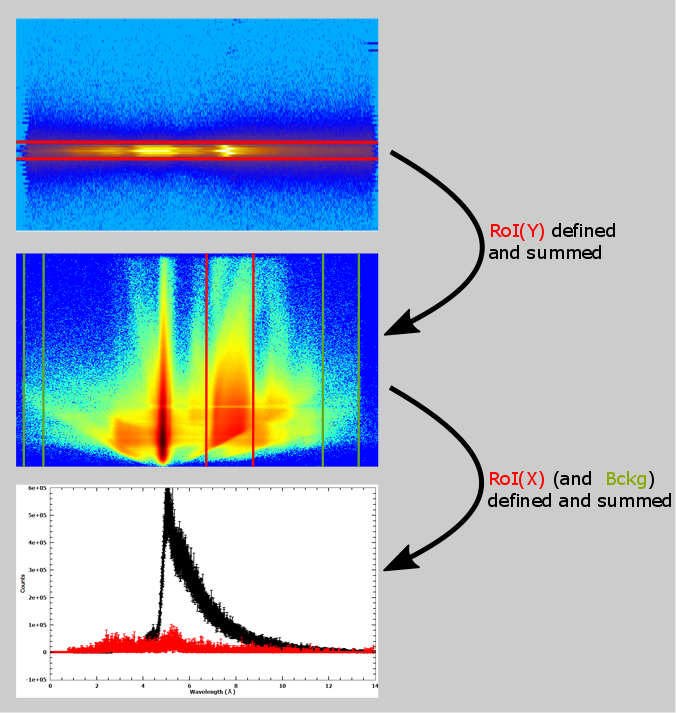 RoI(Y) defined
and summed
RoI(X) (and Bckg)
defined and summed
6e+05
5e+05
4e+05
3e+05
2e+05
1e+05
0
-1e+05
Counts
0 2 4 6 8 10 12 14
Wavelength (Å)